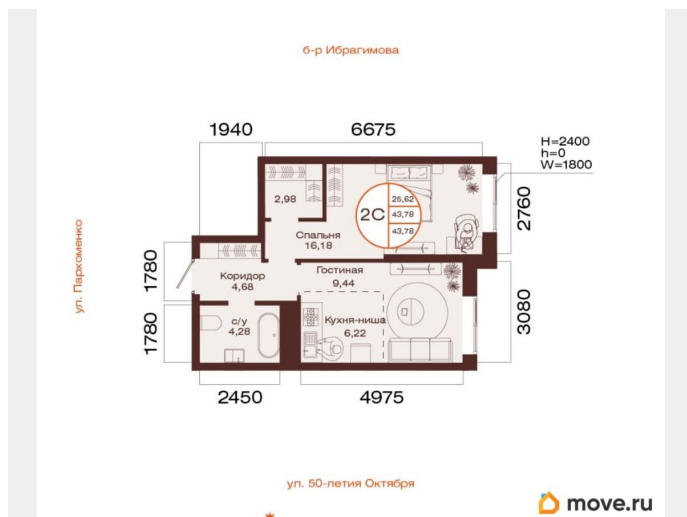 б-р Ибрагимова
1940
6675
H=2400
h=0
W=1800
2,98
2С
25,62
43,78
43,78
2760
Спальня
16,18
ул. Пархоменко
1780
Коридор
4,68
Гостиная
9,44
3080
1780
с/у
4,28
Кухня-ниша
6,22
2450
4975
ул. 50-летия Октября
move.ru